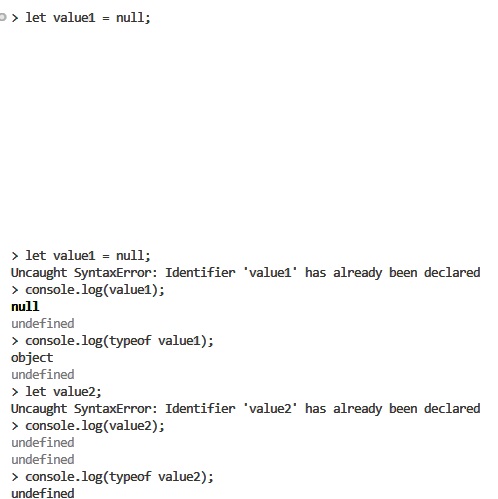 > let value1 = null;
> let value1 = null;
Uncaught SyntaxError: Identifier 'value1' has already been declared
> console.log(value1);
null
undefined
> console.log(typeof value1);
object
undefined
> let value2;
Uncaught SyntaxError: Identifier 'value2' has already been declared
> console.log(value2);
undefined
undefined
> console.log(typeof value2);
undefined